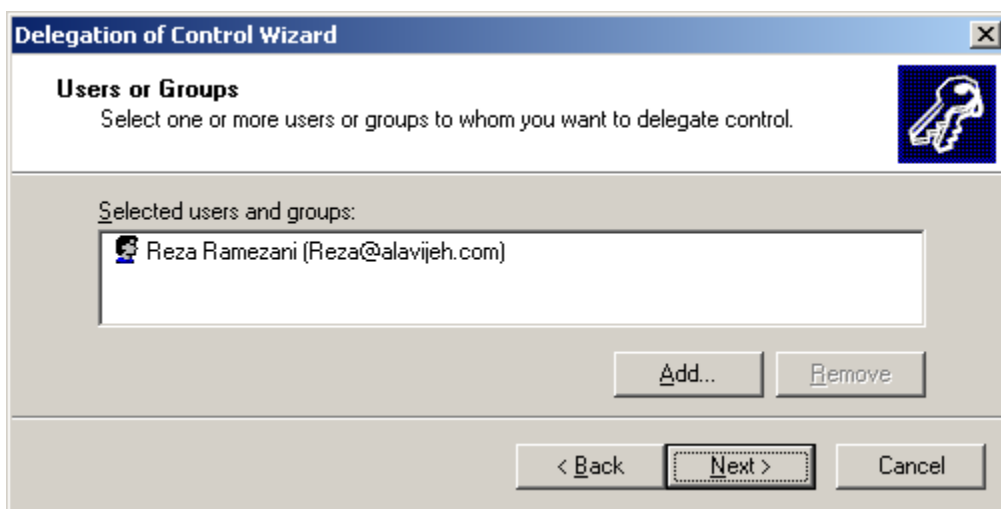 Delegation of Control Wizard
Users or Groups
Select one or more users or groups to whom you want to delegate control.
Selected users and groups:
Reza Ramezani (Reza@alavijeh.com)
Add... Remove
< Back Next > Cancel